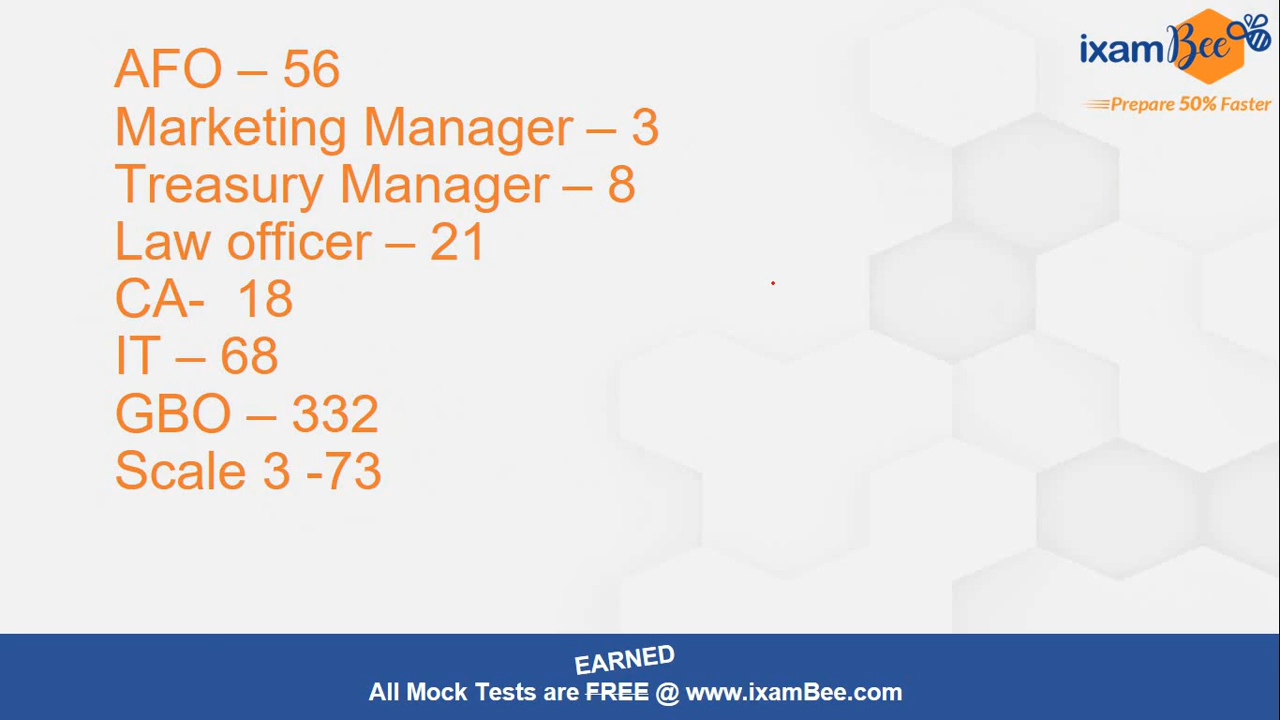 ixamBee
Prepare 50% Faster
AFO – 56
Marketing Manager – 3
Treasury Manager – 8
Law officer – 21
CA-  18
IT – 68
GBO – 332
Scale 3 -73
EARNED
All Mock Tests are FREE @ www.ixamBee.com